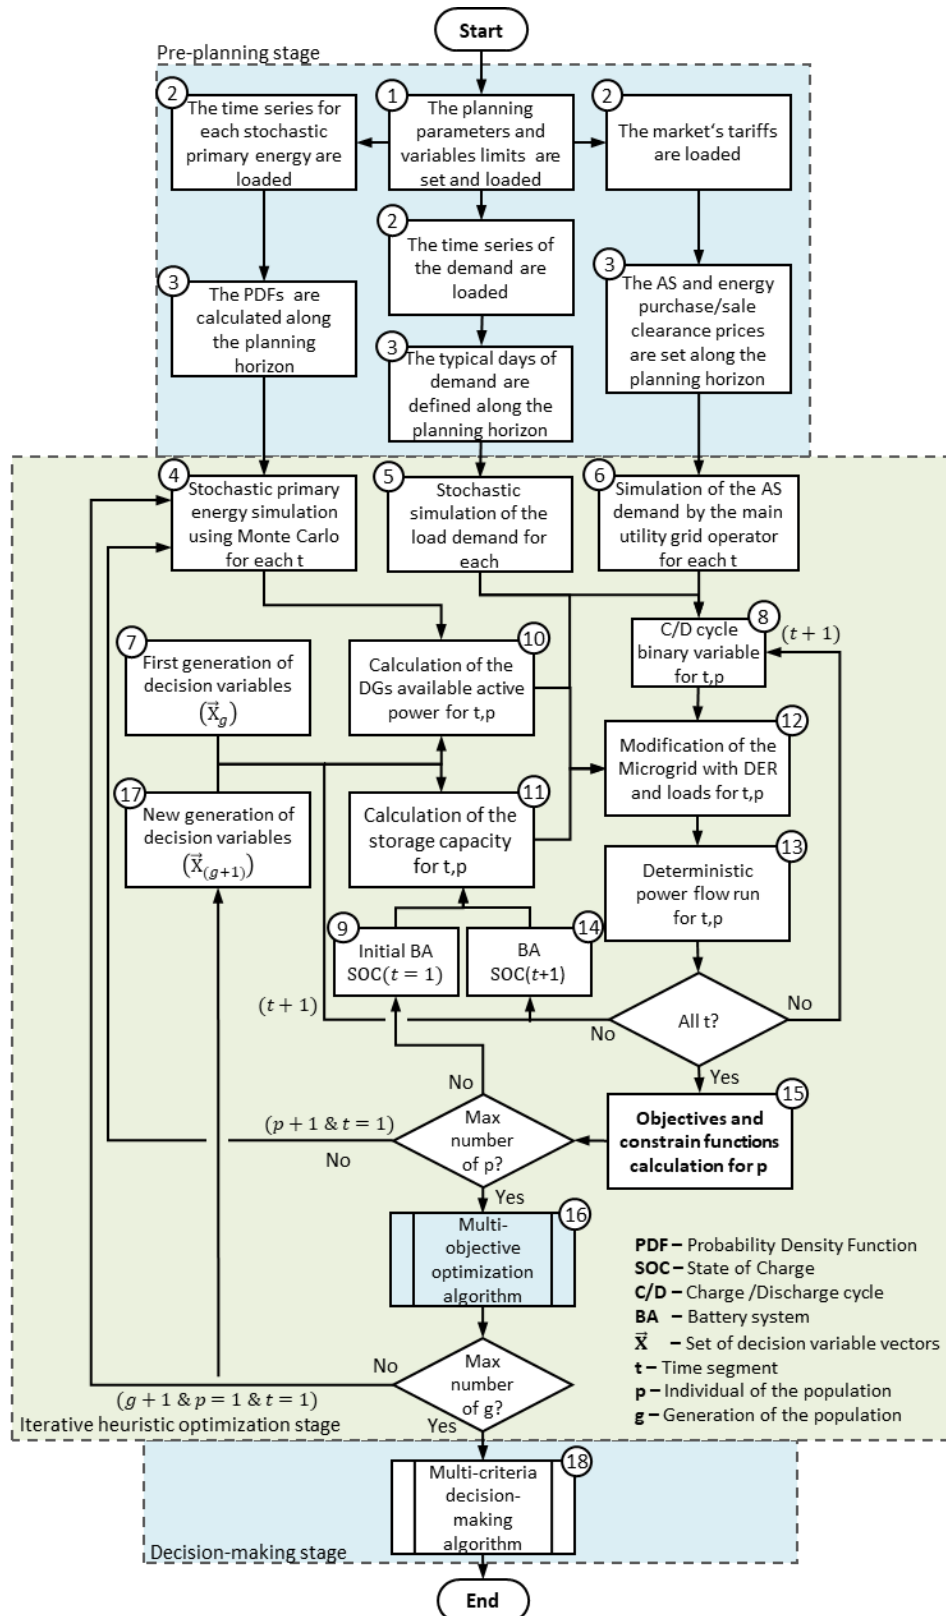 Start
Pre-planning stage
2
The time series for
each stochastic
primary energy are
loaded
1
The planning
parameters and
variables limits are
set and loaded
2
The market's tariffs
are loaded
2
The time series of
the demand are
loaded
3
The PDFs are
calculated along
the planning
horizon
3
The typical days of
demand are
defined along the
planning horizon
3
The AS and energy
purchase/sale
clearance prices
are set along the
planning horizon
4
Stochastic primary
energy simulation
using Monte Carlo
for each t
5
Stochastic
simulation of the
load demand for
each
6
Simulation of the AS
demand by the main
utility grid operator
for each t
7
First generation of
decision variables
(X⃗g)
10
Calculation of the
DGs available active
power for t,p
8
C/D cycle
binary variable
for t,p
(t + 1)
12
Modification of the
Microgrid with DER
and loads for t,p
17
New generation of
decision variables
(X⃗(g+1))
11
Calculation of the
storage capacity
for t,p
13
Deterministic
power flow run
for t,p
9
Initial BA
SOC(t = 1)
14
BA
SOC(t+1)
(t + 1)
No
All t?
No
Yes
15
Objectives and
constrain functions
calculation for p
No
(p + 1 & t = 1)
No
Max
number
of p?
Yes
16
Multi-
objective
optimization
algorithm
PDF – Probability Density Function
SOC – State of Charge
C/D – Charge /Discharge cycle
BA – Battery system
X⃗ – Set of decision variable vectors
t – Time segment
p – Individual of the population
g – Generation of the population
No
(g + 1 & p = 1 & t = 1)
Max
number
of g?
Yes
Iterative heuristic optimization stage
18
Multi-criteria
decision-
making
algorithm
Decision-making stage
End